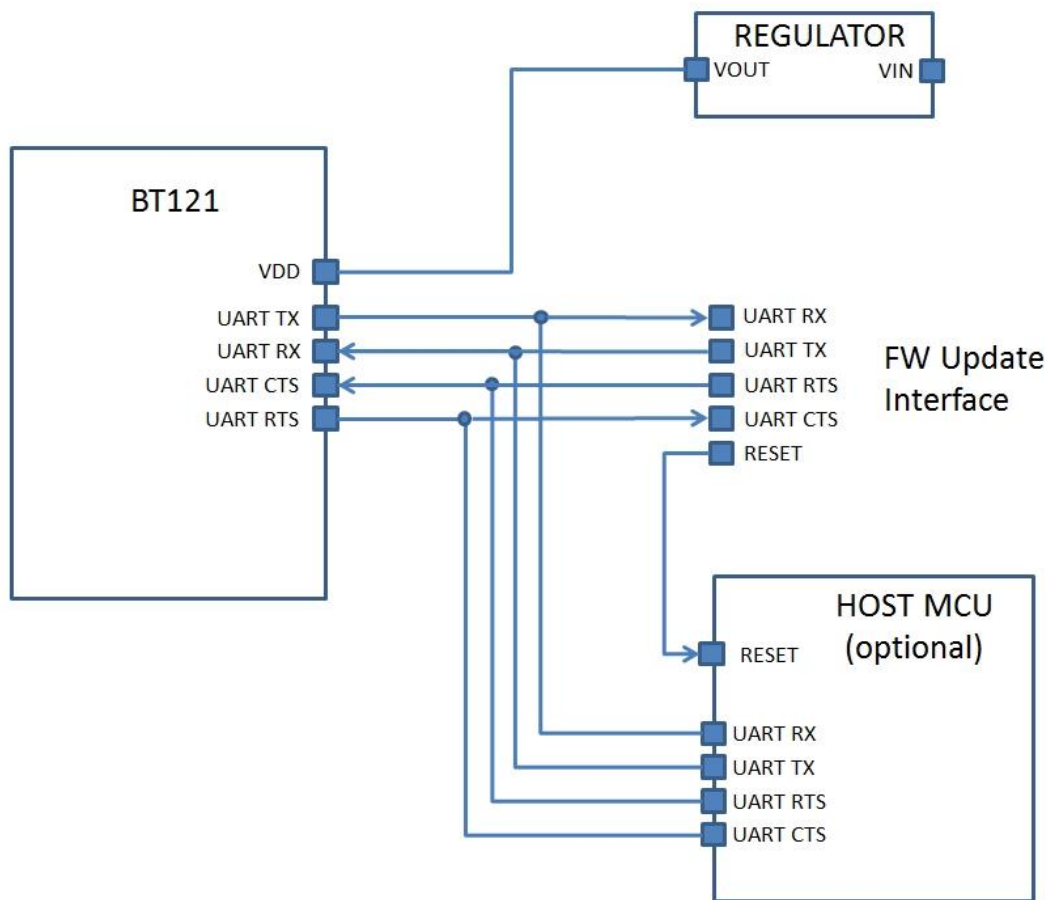 REGULATOR
VOUT
VIN
BT121
VDD
UART TX
UART RX
UART CTS
UART RTS
UART RX
UART TX
UART RTS
UART CTS
RESET
FW Update
Interface
HOST MCU
(optional)
RESET
UART RX
UART TX
UART RTS
UART CTS